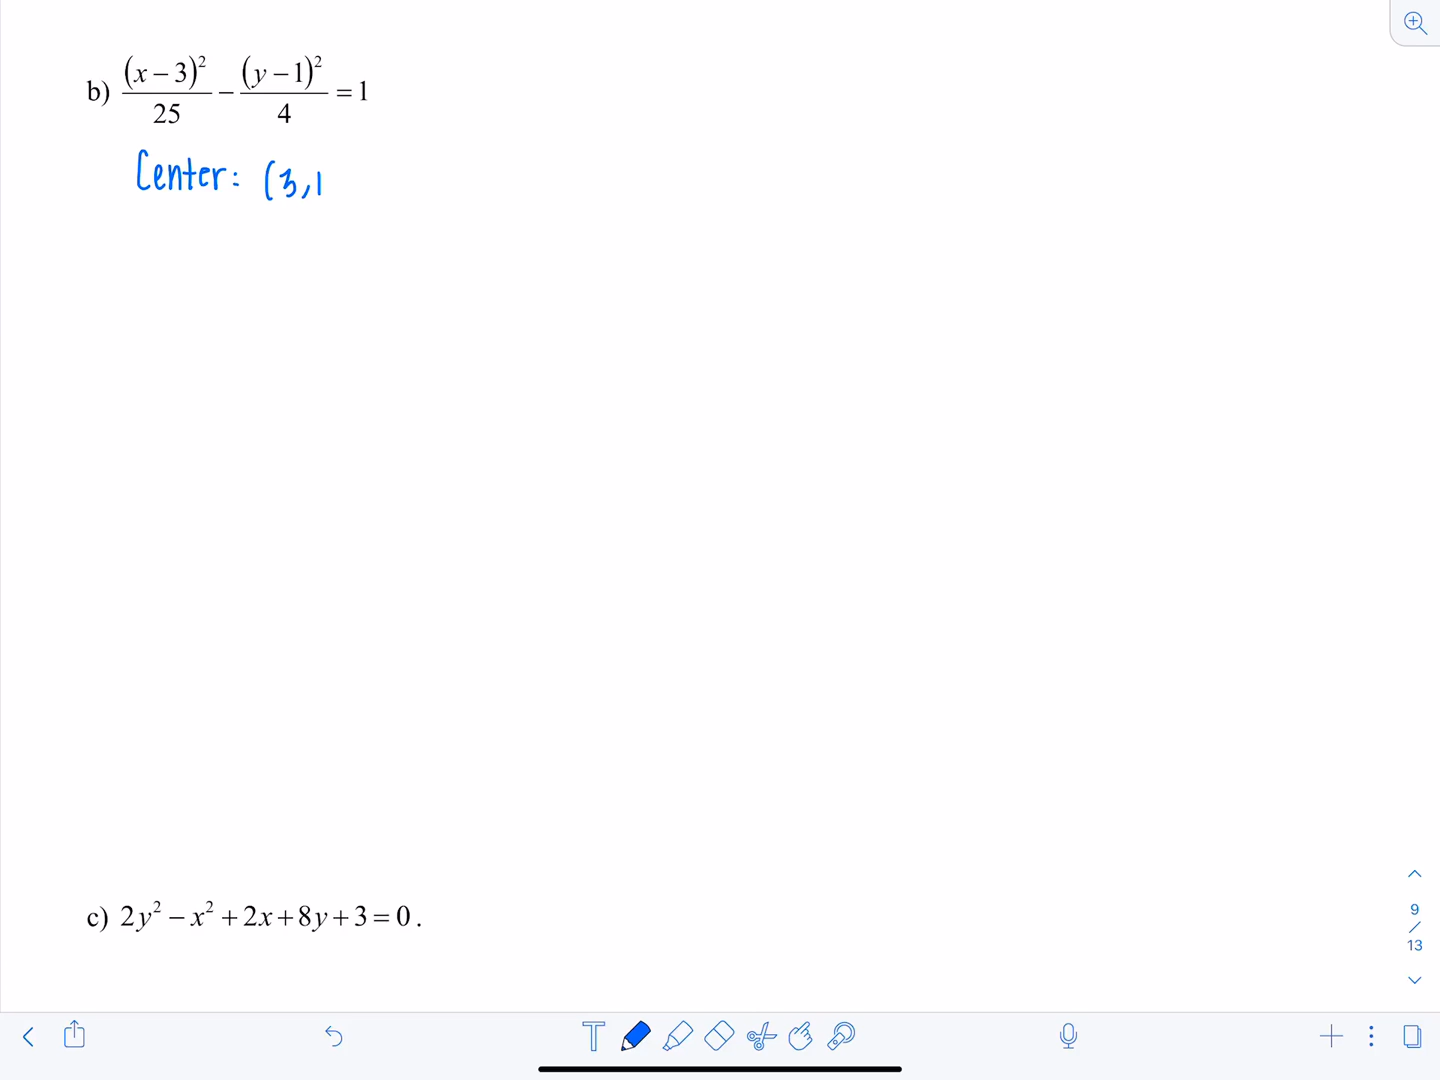 b) (x−3)²/25 − (y−1)²/4 = 1
Center: (3,1
c) 2y² − x² + 2x + 8y + 3 = 0.
9
/
13
T